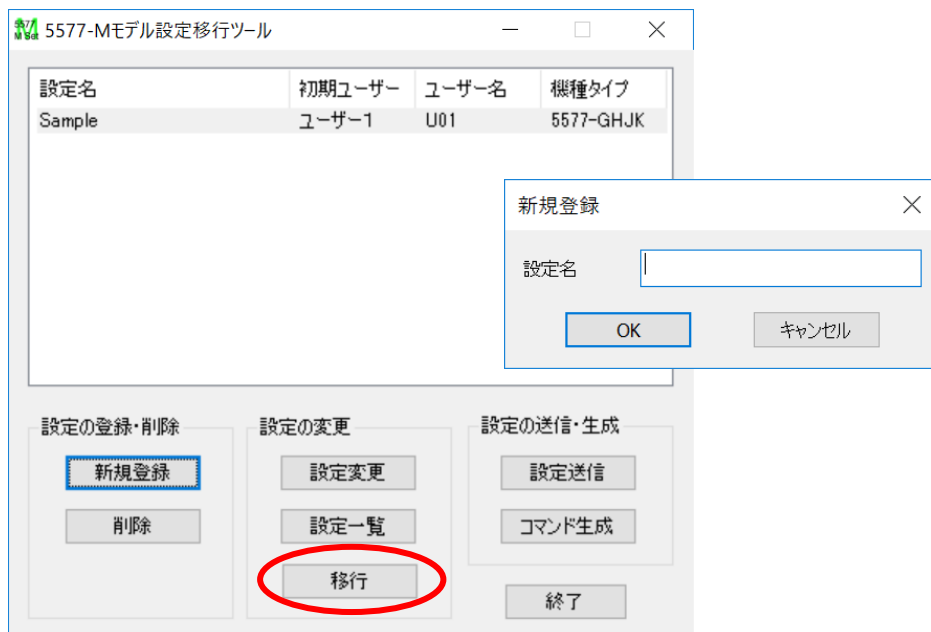 5577-Mモデル設定移行ツール
設定名 初期ユーザー ユーザー名 機種タイプ
Sample ユーザー1 U01 5577-GHJK
新規登録
設定名
OK キャンセル
設定の登録・削除 設定の変更 設定の送信・生成
新規登録 設定変更 設定送信
削除 設定一覧 コマンド生成
移行
終了